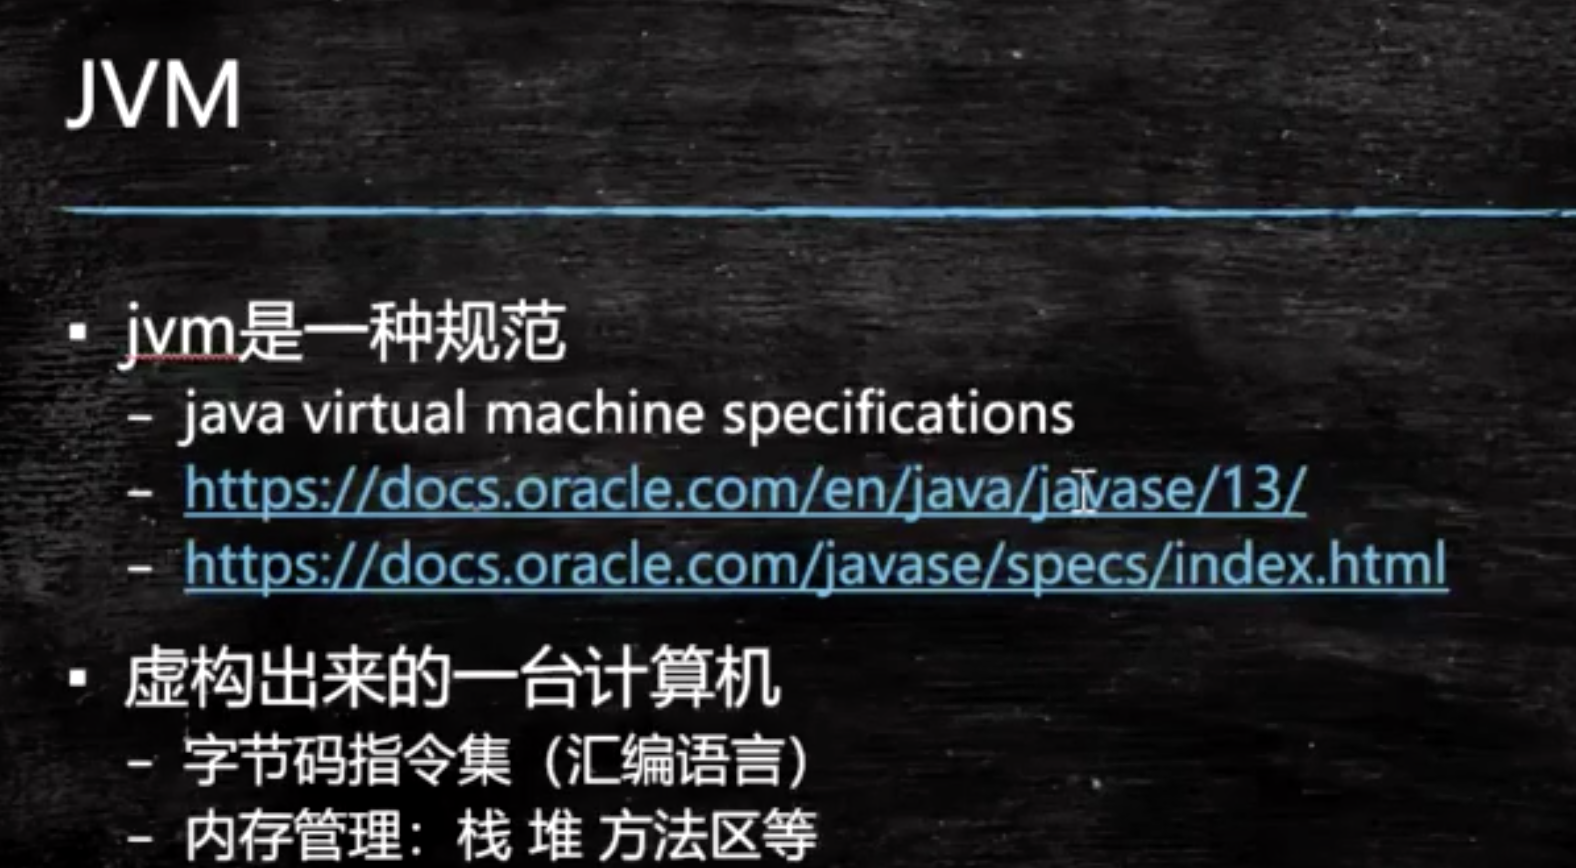 JVM
jvm是一种规范
java virtual machine specifications
https://docs.oracle.com/en/java/javase/13/
https://docs.oracle.com/javase/specs/index.html
虚构出来的一台计算机
字节码指令集（汇编语言）
内存管理：栈 堆 方法区等